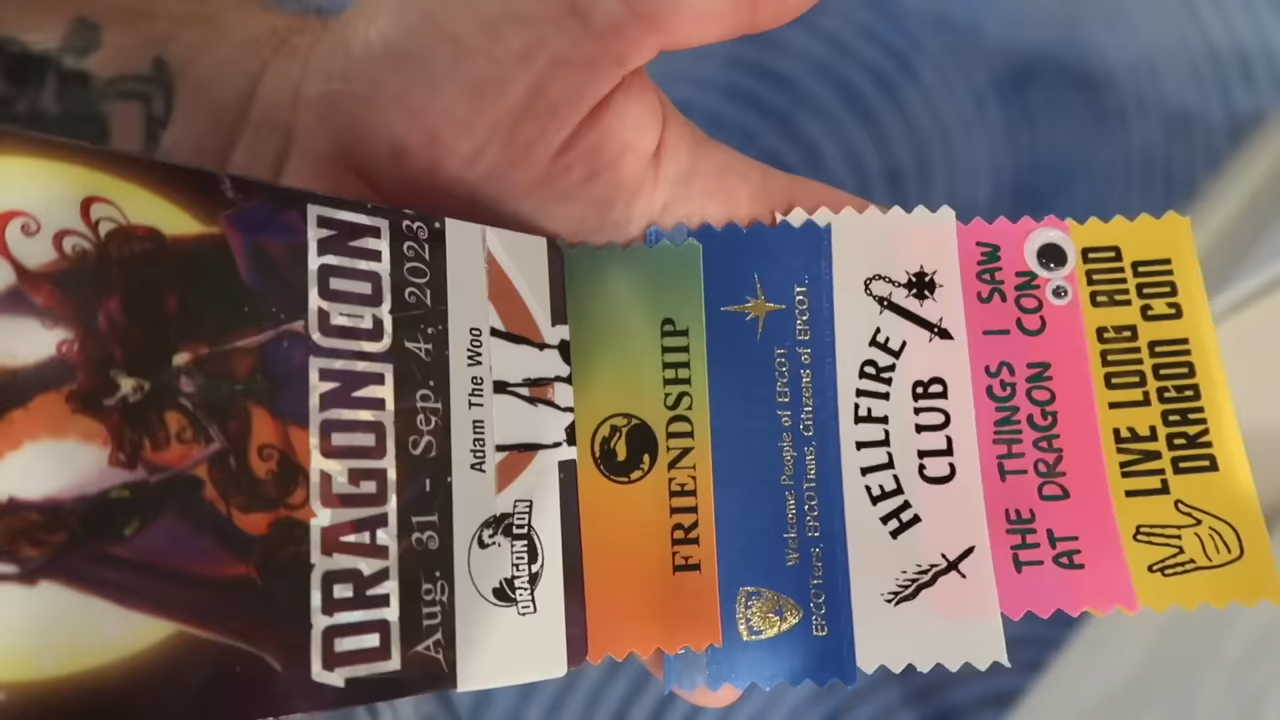 DRAGON CON
Aug. 31 - Sep. 4, 2023
Adam The Woo
DRAGON CON
FRIENDSHIP
Welcome People of EPCOT,
EPCOTers, EPCOTians, Citizens of EPCOT..
HELLFIRE
CLUB
THE THINGS I SAW
AT DRAGON CON
LIVE LONG AND
DRAGON CON